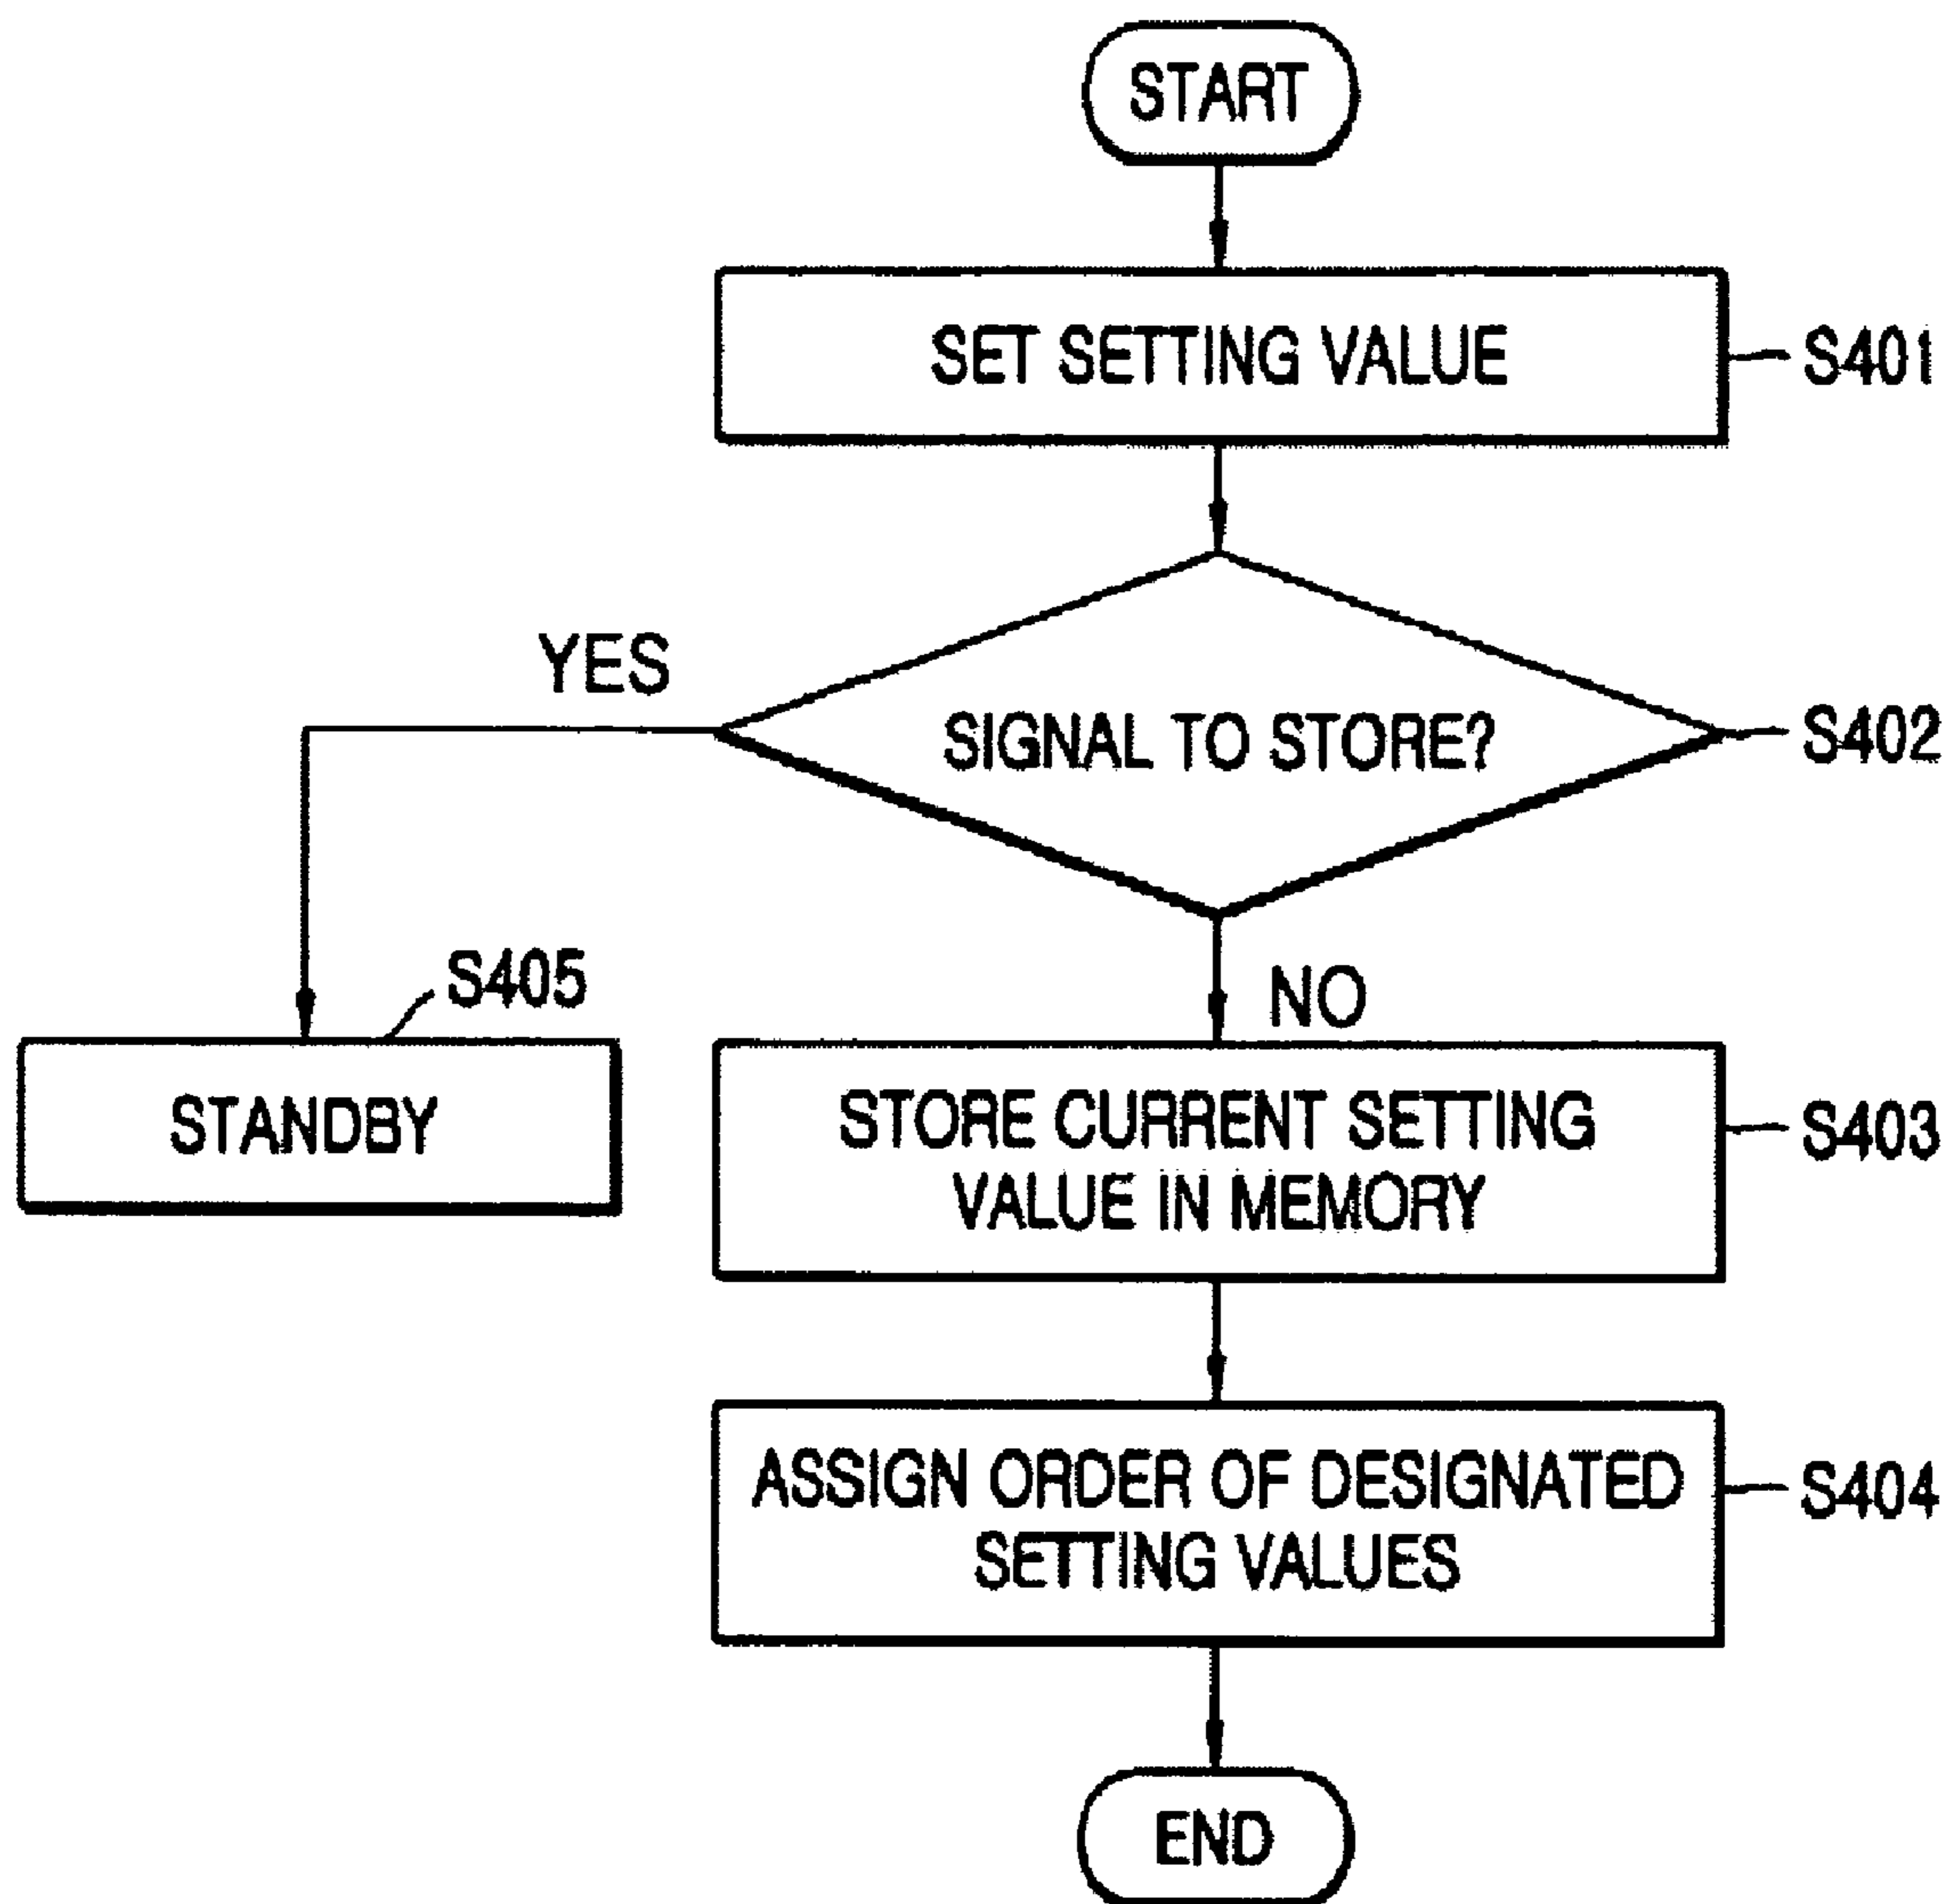 START
SET SETTING VALUE
S401
YES
SIGNAL TO STORE?
S402
S405
NO
STANDBY
STORE CURRENT SETTING
VALUE IN MEMORY
S403
ASSIGN ORDER OF DESIGNATED
SETTING VALUES
S404
END